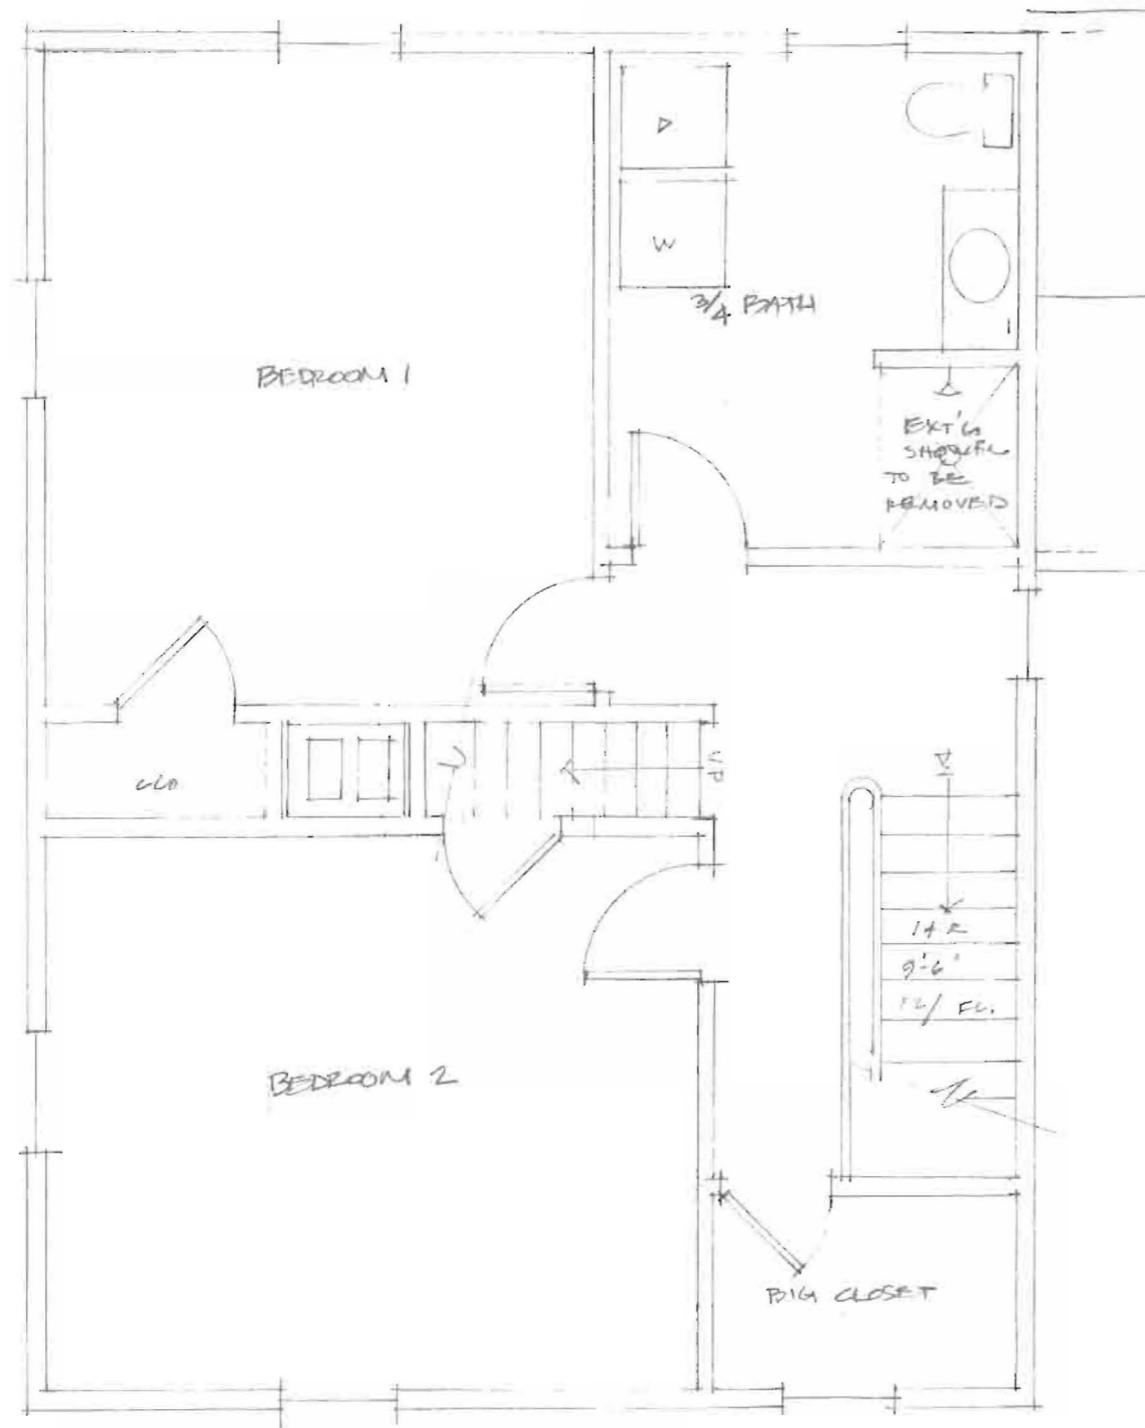 D
W
3/4 BATH
BEDROOM 1
EXT'G
SHOWER
TO BE
REMOVED
CLO
UP
14 R
9'-6"
BEDROOM 2
BIG CLOSET